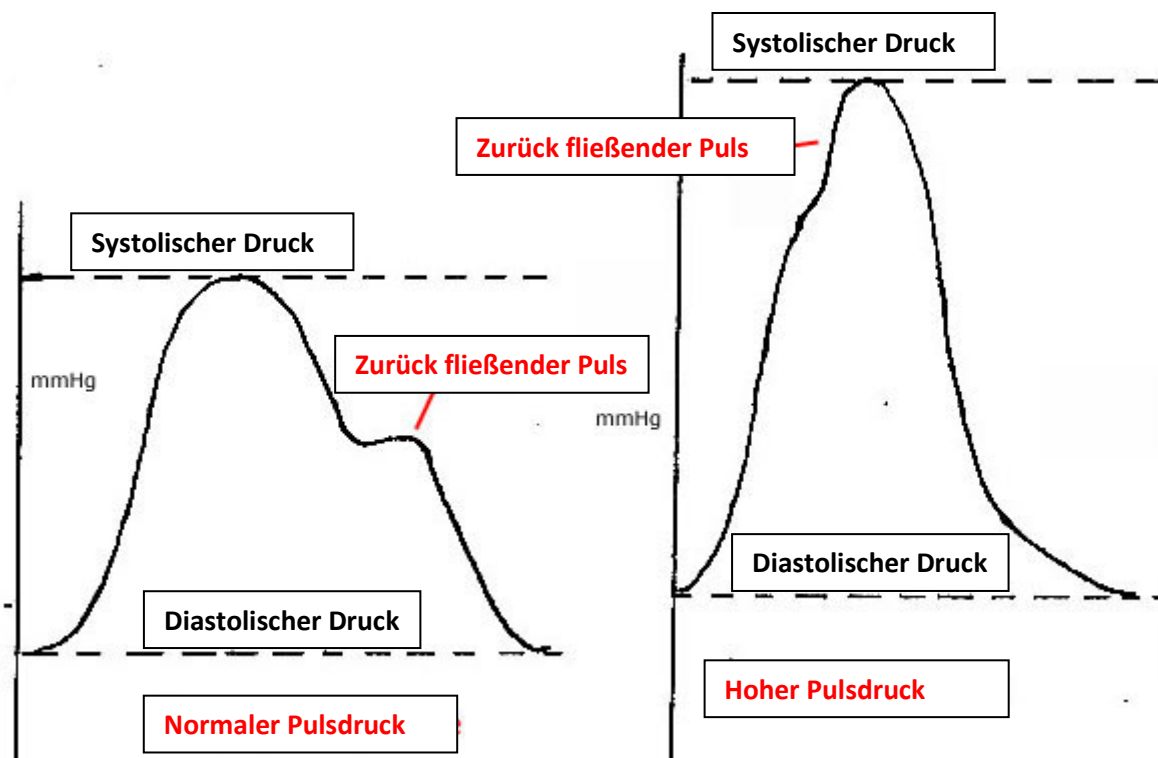 Systolischer Druck
Zurück fließender Puls
mmHg
Diastolischer Druck
Normaler Pulsdruck
Systolischer Druck
Zurück fließender Puls
mmHg
Diastolischer Druck
Hoher Pulsdruck